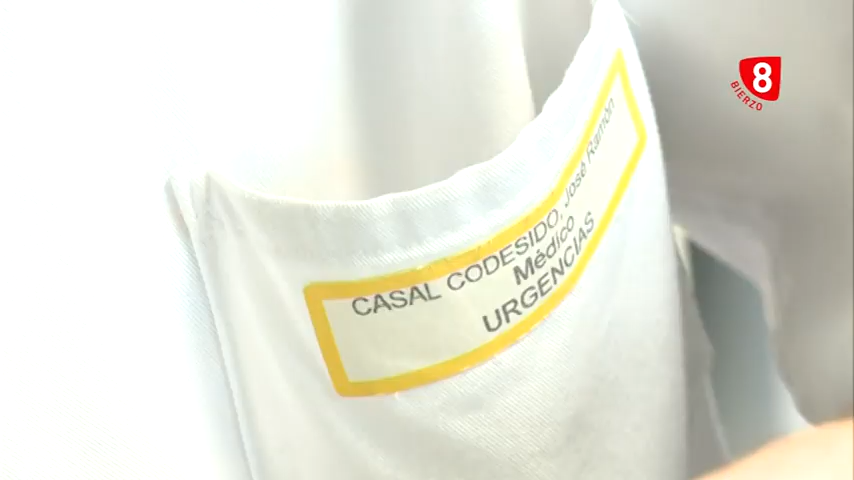 8
BIERZO
CASAL CODESIDO, José Ramón
Médico
URGENCIAS